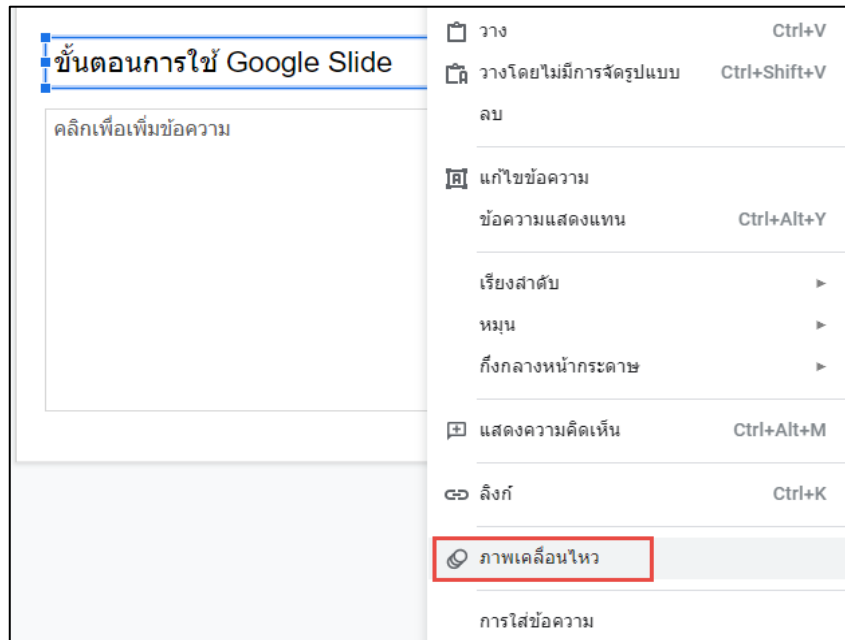 ขั้นตอนการใช้ Google Slide
คลิกเพื่อเพิ่มข้อความ
วาง Ctrl+V
วางโดยไม่มีการจัดรูปแบบ Ctrl+Shift+V
ลบ
แก้ไขข้อความ
ข้อความแสดงแทน Ctrl+Alt+Y
เรียงลำดับ
หมุน
กึ่งกลางหน้ากระดาษ
แสดงความคิดเห็น Ctrl+Alt+M
ลิงก์ Ctrl+K
ภาพเคลื่อนไหว
การใส่ข้อความ